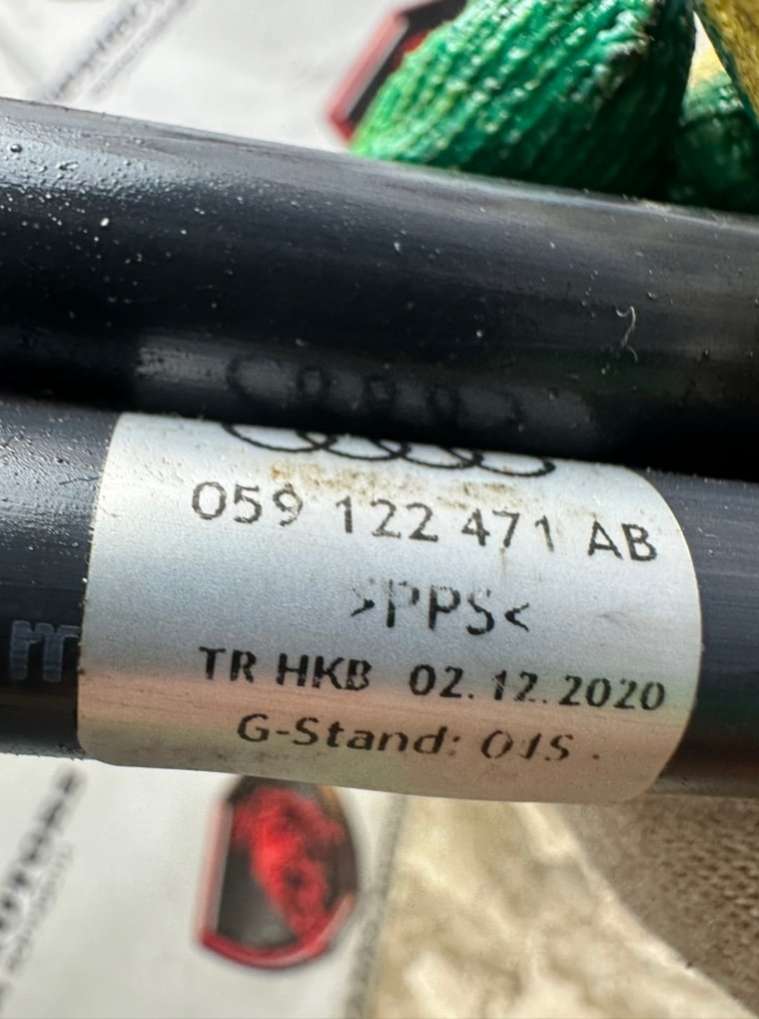 059 122 471 AB
>PPS<
TR HKB 02.12.2020
G-Stand: 01S
m